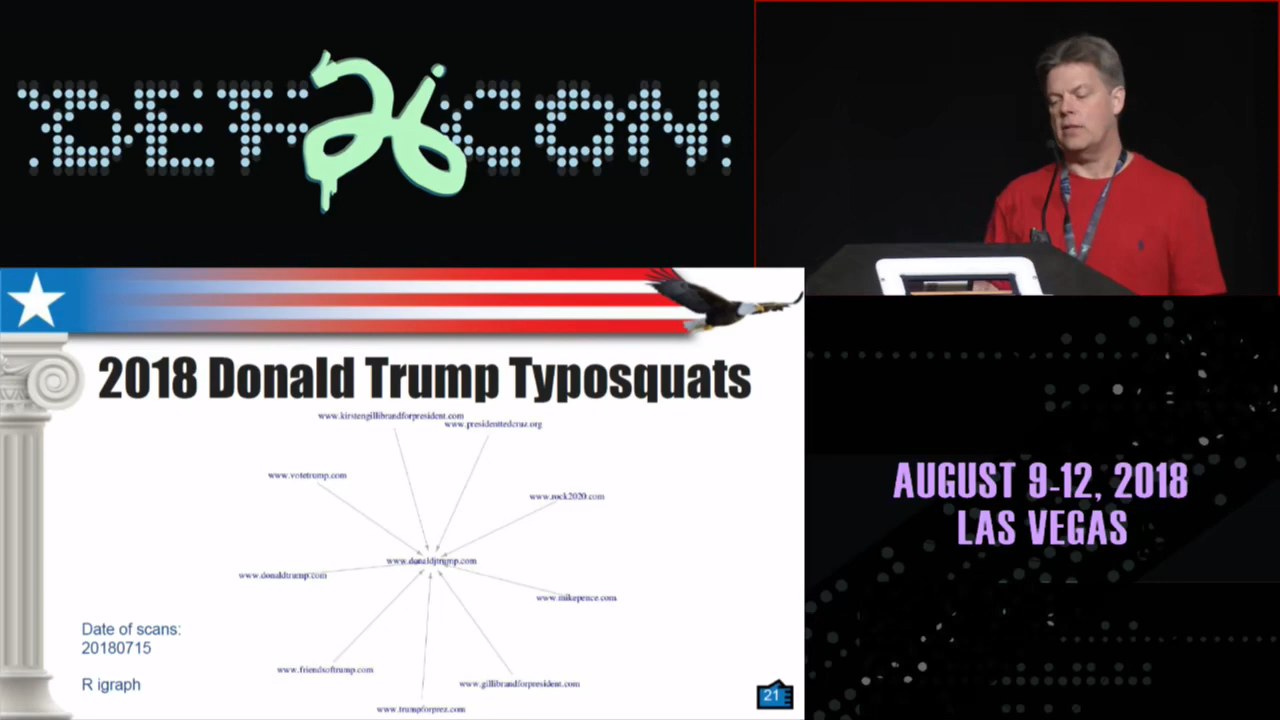 DEF CON 26
2018 Donald Trump Typosquats
www.kirstengillibrandforpresident.com
www.presidenttedcruz.org
www.votetrump.com
www.rock2020.com
www.donaldjtrump.com
www.donaldtrump.com
www.mikepence.com
Date of scans:
20180715
www.friendsoftrump.com
R igraph
www.gillibrandforpresident.com
www.trumpforprez.com
21
AUGUST 9-12, 2018
LAS VEGAS